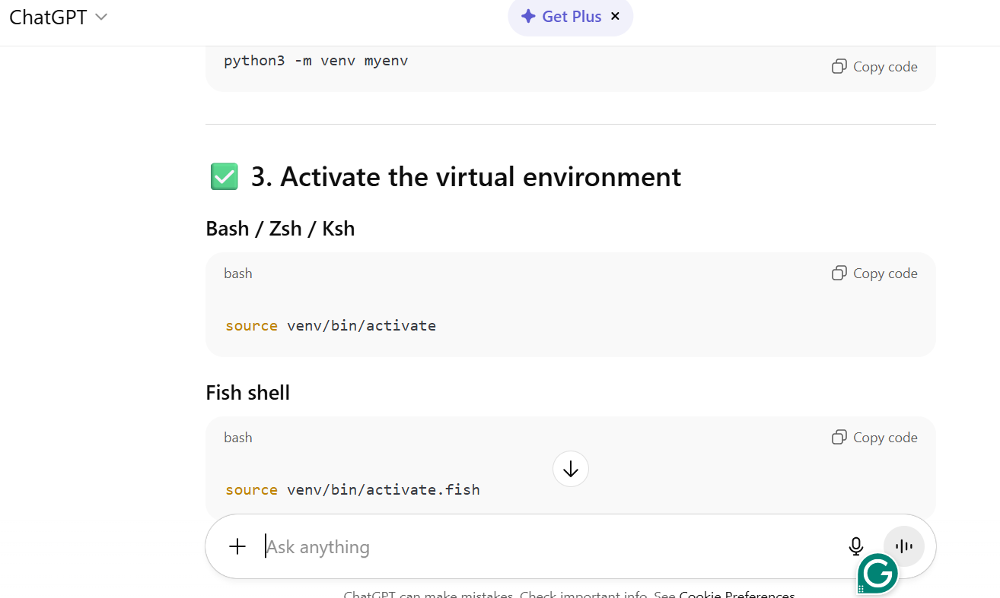 ChatGPT
Get Plus
python3 -m venv myenv
Copy code
3. Activate the virtual environment
Bash / Zsh / Ksh
bash
Copy code
source venv/bin/activate
Fish shell
bash
Copy code
source venv/bin/activate.fish
Ask anything
ChatGPT can make mistakes. Check important info. See Cookie Preferences.